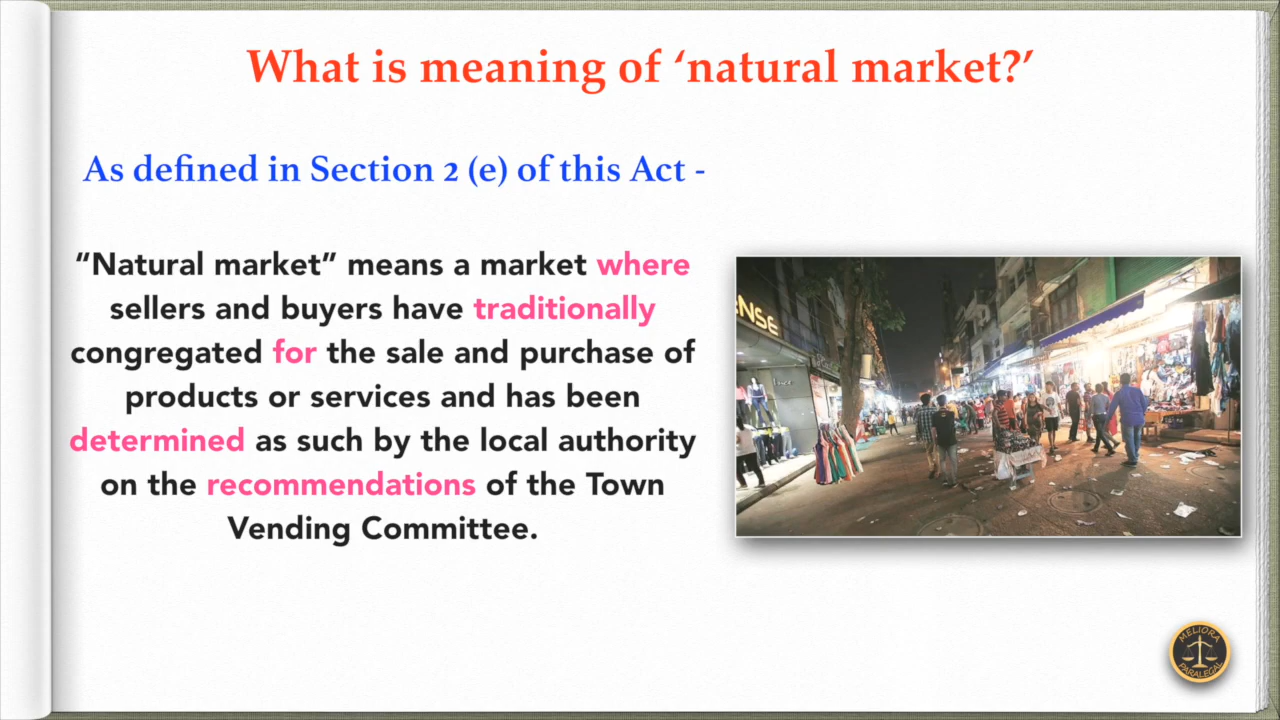 What is meaning of ‘natural market?’
As defined in Section 2 (e) of this Act -
“Natural market” means a market where
sellers and buyers have traditionally
congregated for the sale and purchase of
products or services and has been
determined as such by the local authority
on the recommendations of the Town
Vending Committee.
ENSE
MELIORA
PARALEGAL